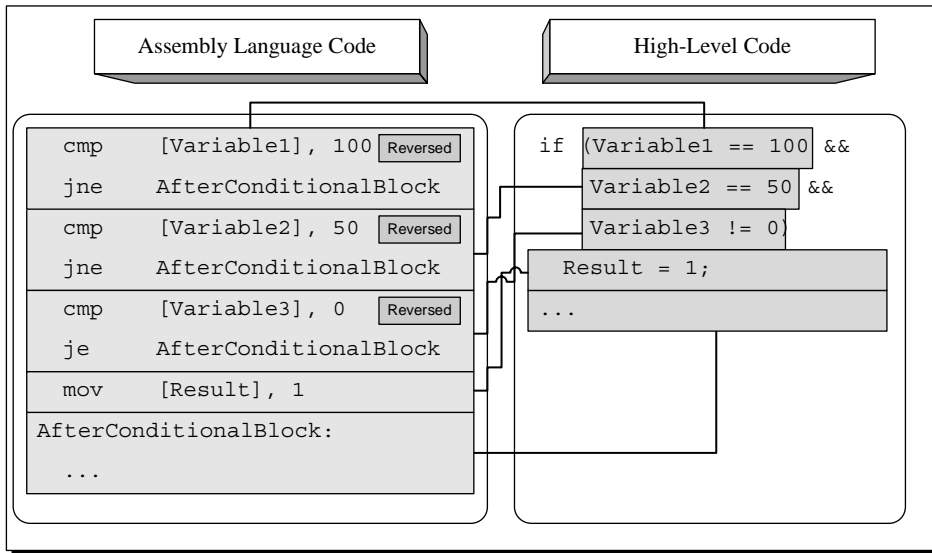 Assembly Language Code
High-Level Code
cmp [Variable1], 100 Reversed
jne AfterConditionalBlock
cmp [Variable2], 50 Reversed
jne AfterConditionalBlock
cmp [Variable3], 0 Reversed
je AfterConditionalBlock
mov [Result], 1
AfterConditionalBlock:
...
if (Variable1 == 100 &&
Variable2 == 50 &&
Variable3 != 0)
Result = 1;
...